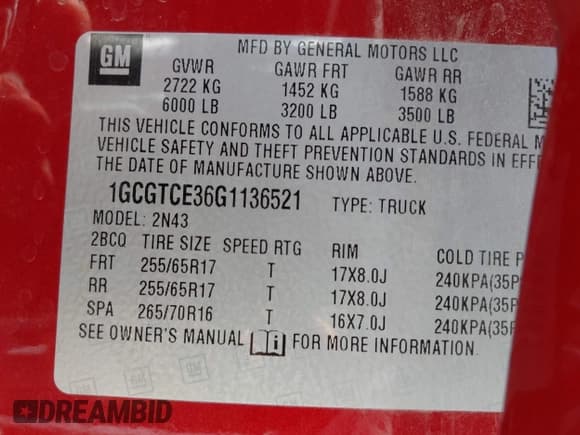 GM
MFD BY GENERAL MOTORS LLC
GVWR GAWR FRT GAWR RR
2722 KG 1452 KG 1588 KG
6000 LB 3200 LB 3500 LB
THIS VEHICLE CONFORMS TO ALL APPLICABLE U.S. FEDERAL M
VEHICLE SAFETY AND THEFT PREVENTION STANDARDS IN EFFE
THE DATE OF MANUFACTURE SHOWN ABOVE.
1GCGTCE36G1136521 TYPE: TRUCK
MODEL: 2N43
2BCQ TIRE SIZE SPEED RTG RIM COLD TIRE P
FRT 255/65R17 T 17X8.0J 240KPA(35P
RR 255/65R17 T 17X8.0J 240KPA(35P
SPA 265/70R16 T 16X7.0J 240KPA(35P
SEE OWNER'S MANUAL i FOR MORE INFORMATION.
GM
DREAMBID